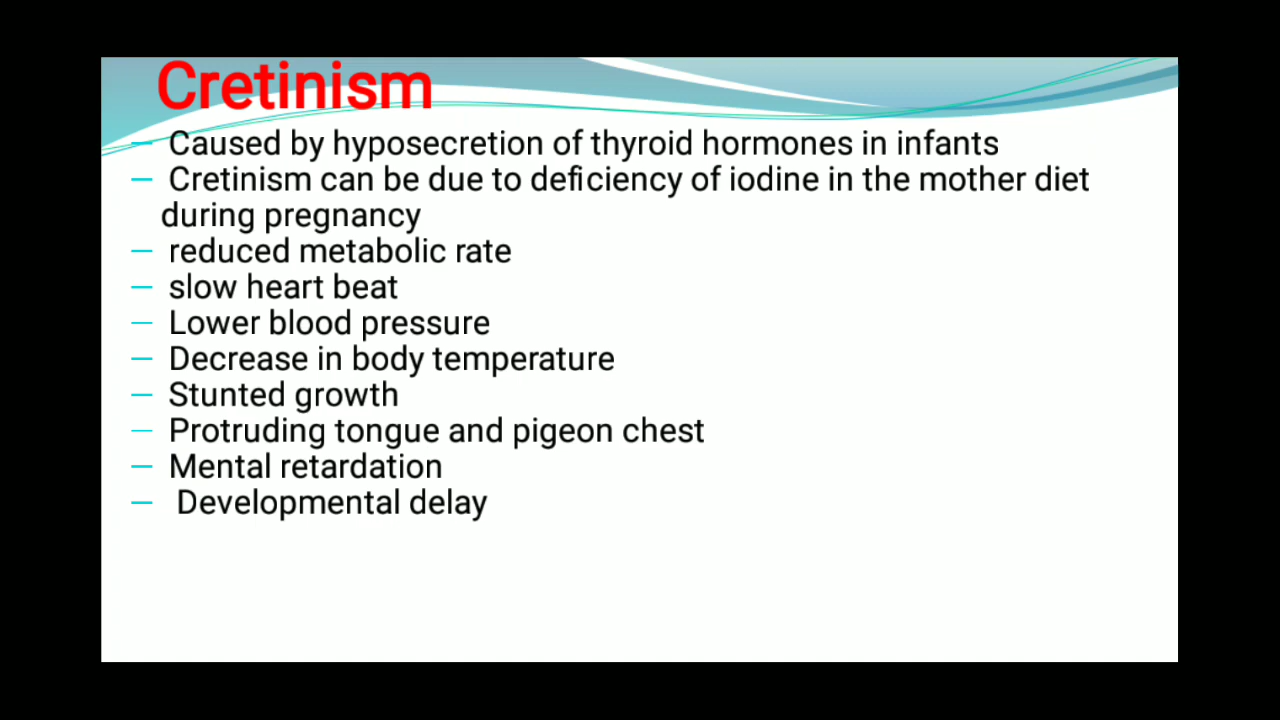 Cretinism
— Caused by hyposecretion of thyroid hormones in infants
— Cretinism can be due to deficiency of iodine in the mother diet
during pregnancy
— reduced metabolic rate
— slow heart beat
— Lower blood pressure
— Decrease in body temperature
— Stunted growth
— Protruding tongue and pigeon chest
— Mental retardation
— Developmental delay